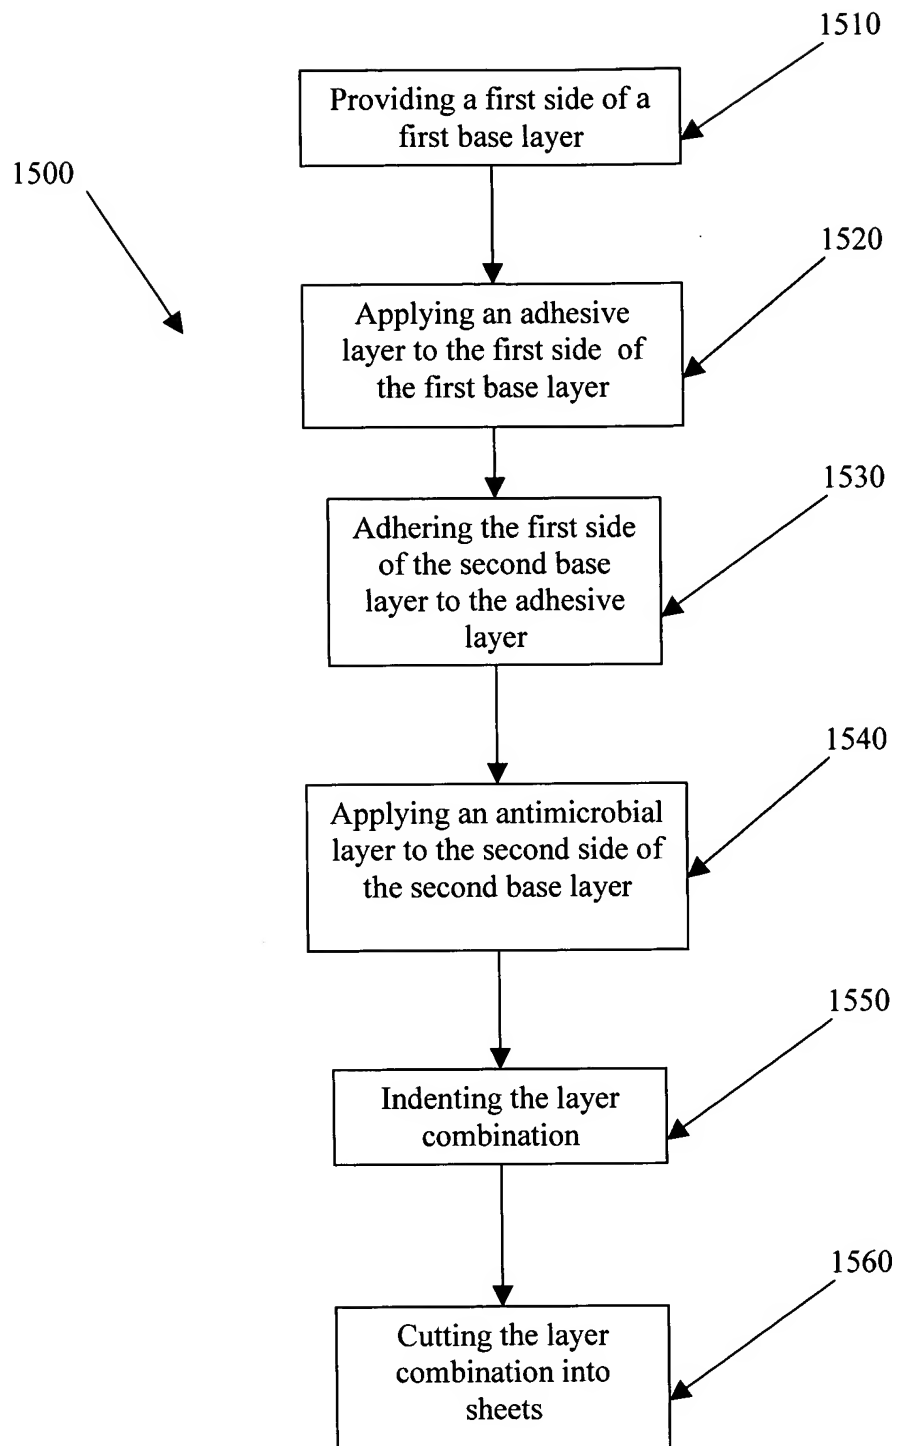 1510
Providing a first side of a
first base layer
1500
1520
Applying an adhesive
layer to the first side of
the first base layer
1530
Adhering the first side
of the second base
layer to the adhesive
layer
1540
Applying an antimicrobial
layer to the second side of
the second base layer
1550
Indenting the layer
combination
1560
Cutting the layer
combination into
sheets